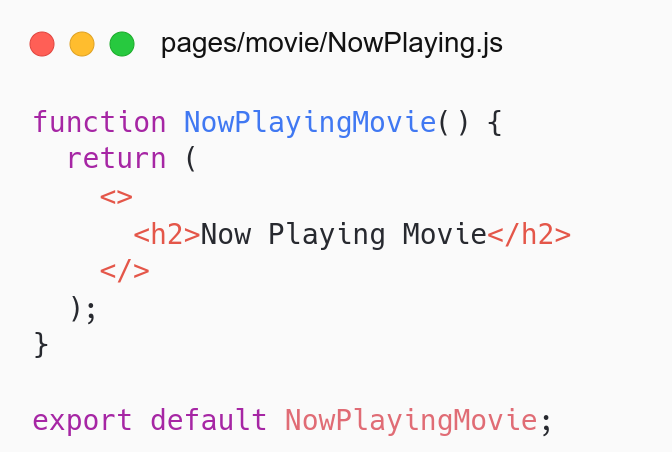 pages/movie/NowPlaying.js
function NowPlayingMovie() {
  return (
    <>
      <h2>Now Playing Movie</h2>
    </>
  );
}
export default NowPlayingMovie;